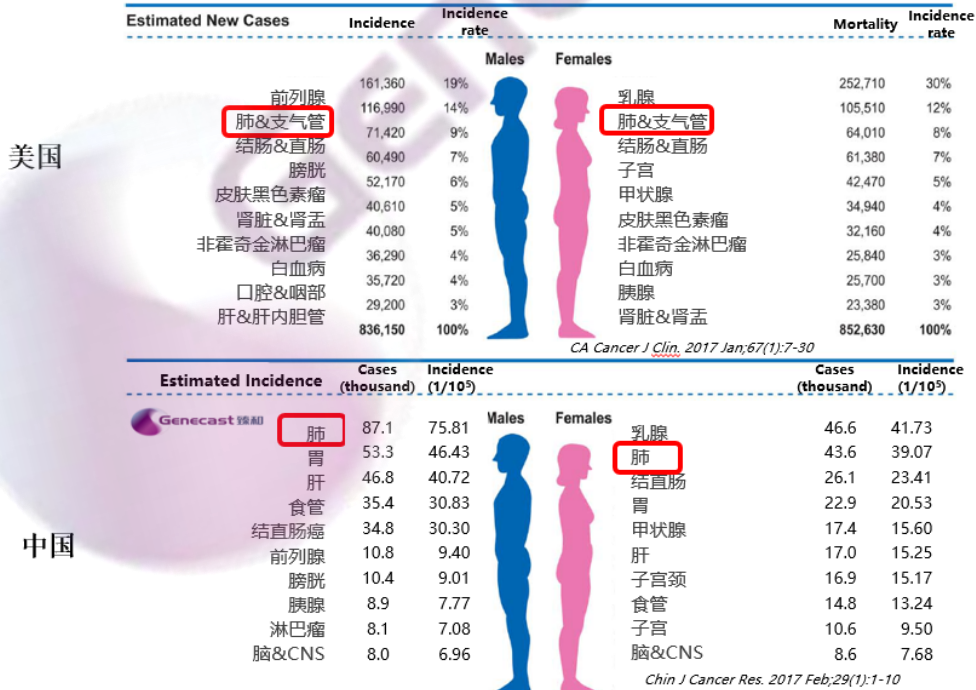 Estimated New Cases Incidence Incidence rate Mortality Incidence rate
Males Females
前列腺 161,360 19% 乳腺 252,710 30%
肺&支气管 116,990 14% 肺&支气管 105,510 12%
结肠&直肠 71,420 9% 结肠&直肠 64,010 8%
膀胱 60,490 7% 子宫 61,380 7%
皮肤黑色素瘤 52,170 6% 甲状腺 42,470 5%
肾脏&肾盂 40,610 5% 皮肤黑色素瘤 34,940 4%
非霍奇金淋巴瘤 40,080 5% 非霍奇金淋巴瘤 32,160 4%
白血病 36,290 4% 白血病 25,840 3%
口腔&咽部 35,720 4% 胰腺 25,700 3%
肝&肝内胆管 29,200 3% 肾脏&肾盂 23,380 3%
836,150 100% 852,630 100%
美国
CA Cancer J Clin. 2017 Jan;67(1):7-30
Estimated Incidence Cases (thousand) Incidence (1/10⁵) Cases (thousand) Incidence (1/10⁵)
Genecast 臻和
Males Females
肺 87.1 75.81 乳腺 46.6 41.73
胃 53.3 46.43 肺 43.6 39.07
肝 46.8 40.72 结直肠 26.1 23.41
食管 35.4 30.83 胃 22.9 20.53
结直肠癌 34.8 30.30 甲状腺 17.4 15.60
前列腺 10.8 9.40 肝 17.0 15.25
膀胱 10.4 9.01 子宫颈 16.9 15.17
胰腺 8.9 7.77 食管 14.8 13.24
淋巴瘤 8.1 7.08 子宫 10.6 9.50
脑&CNS 8.0 6.96 脑&CNS 8.6 7.68
中国
Chin J Cancer Res. 2017 Feb;29(1):1-10